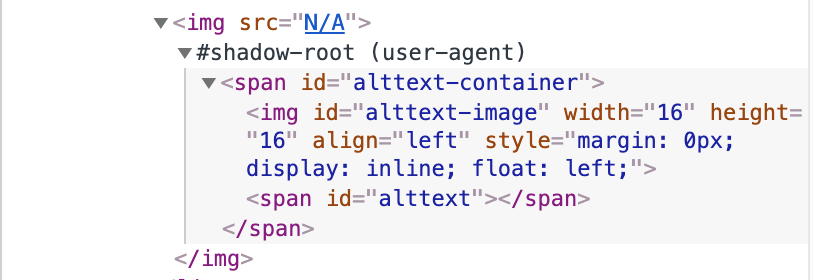 ▼<img src="N/A">
▼#shadow-root (user-agent)
▼<span id="alttext-container">
<img id="alttext-image" width="16" height=
"16" align="left" style="margin: 0px;
display: inline; float: left;">
<span id="alttext"></span>
</span>
</img>